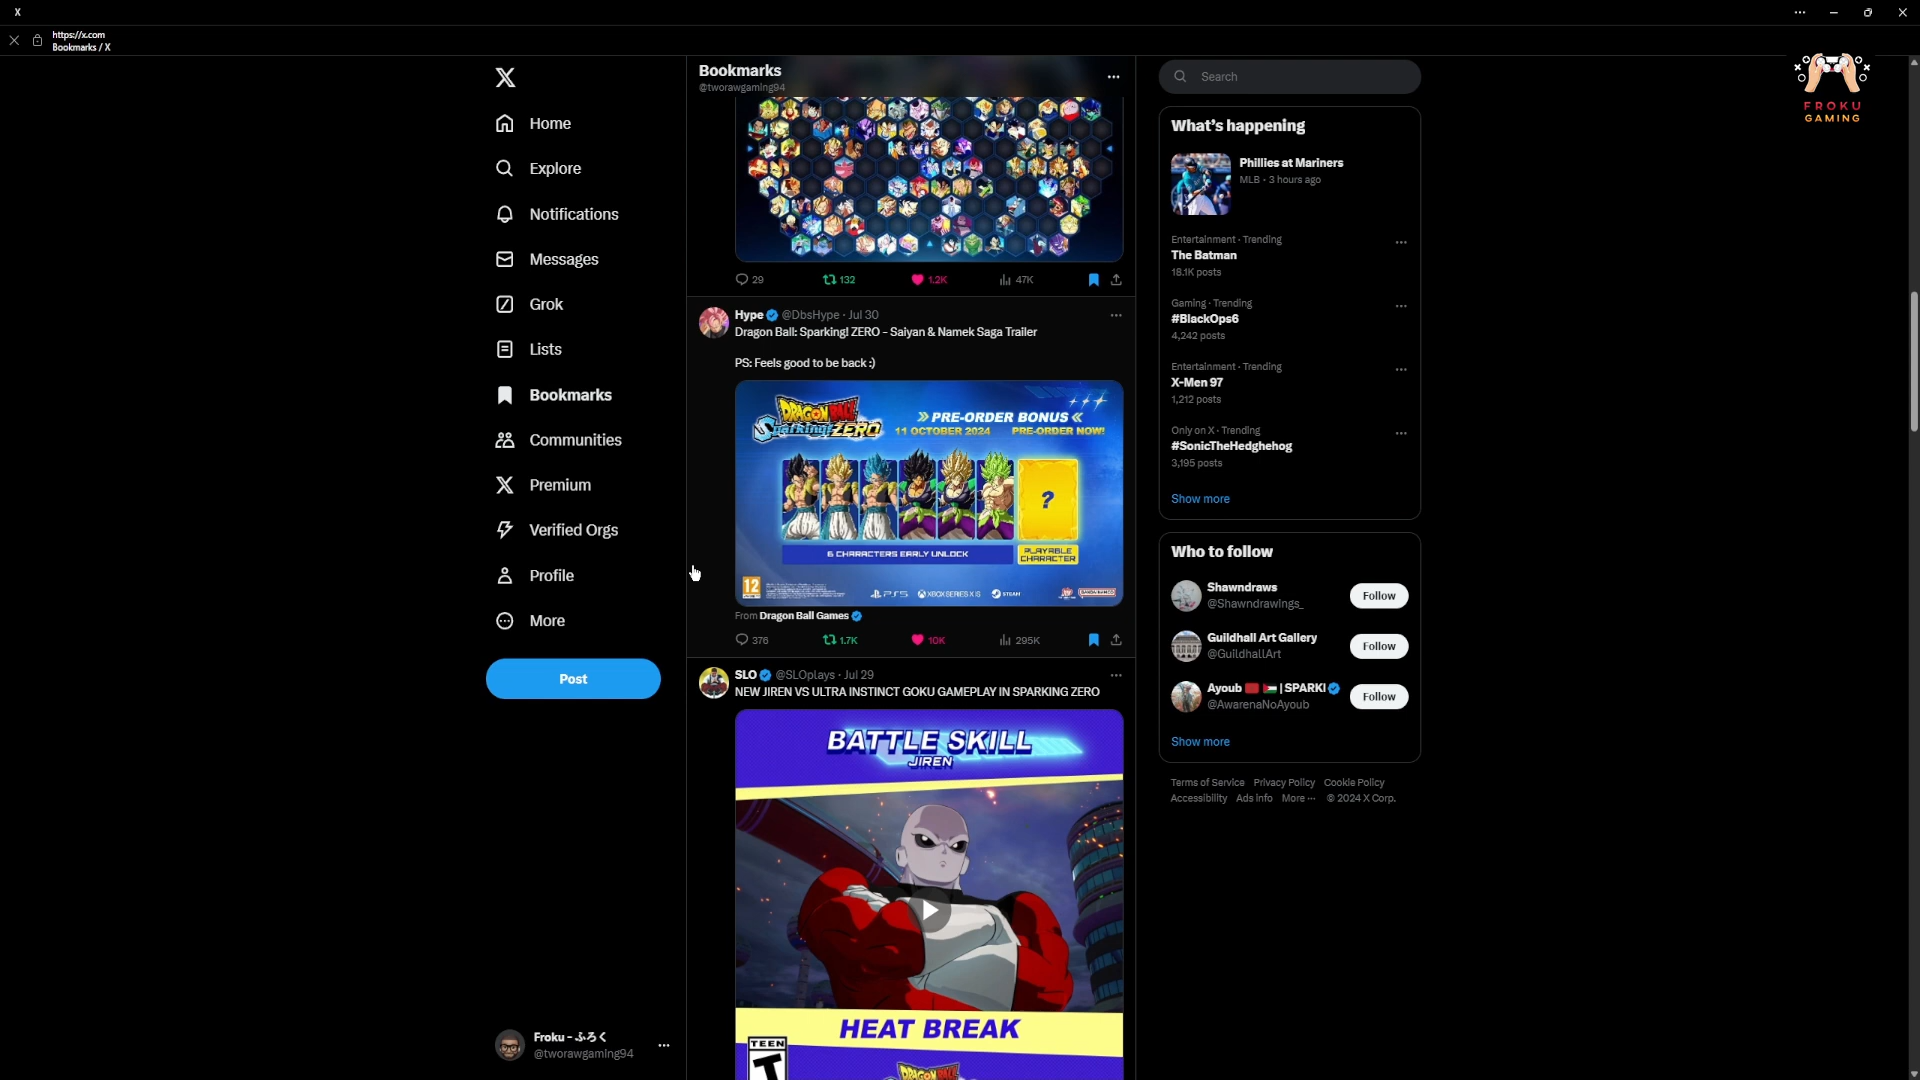 X
https://x.com
Bookmarks / X
FROKU
GAMING
Home
Explore
Notifications
Messages
Grok
Lists
Bookmarks
Communities
Premium
Verified Orgs
Profile
More
Post
Froku - ふろく
@tworawgaming94
Bookmarks
@tworawgaming94
29
132
1.2K
47K
Hype @DbsHype · Jul 30
Dragon Ball: Sparking! ZERO - Saiyan & Namek Saga Trailer
PS: Feels good to be back :)
DRAGON BALL
Sparking! ZERO
» PRE-ORDER BONUS «
11 OCTOBER 2024 PRE-ORDER NOW!
?
6 CHARACTERS EARLY UNLOCK
PLAYABLE
CHARACTER
12
PS5 XBOX SERIES X|S STEAM
From Dragon Ball Games
376
1.7K
10K
295K
SLO @SLOplays · Jul 29
NEW JIREN VS ULTRA INSTINCT GOKU GAMEPLAY IN SPARKING ZERO
BATTLE SKILL
JIREN
HEAT BREAK
TEEN
T
DRAGON BALL
Search
What's happening
Phillies at Mariners
MLB · 3 hours ago
Entertainment · Trending
The Batman
18.1K posts
Gaming · Trending
#BlackOps6
4,242 posts
Entertainment · Trending
X-Men 97
1,212 posts
Only on X · Trending
#SonicTheHedghehog
3,195 posts
Show more
Who to follow
Shawndraws
@Shawndrawings_
Follow
Guildhall Art Gallery
@GuildhallArt
Follow
Ayoub | SPARKI
@AwarenaNoAyoub
Follow
Show more
Terms of Service Privacy Policy Cookie Policy
Accessibility Ads info More ··· © 2024 X Corp.